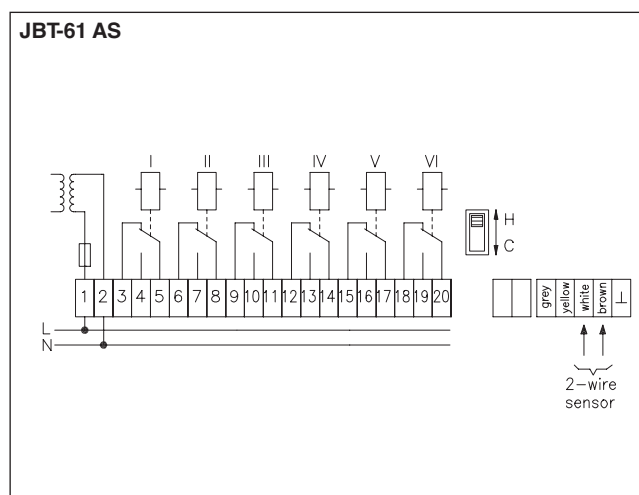 JBT-61 AS
I II III IV V VI
H
C
1 2 3 4 5 6 7 8 9 10 11 12 13 14 15 16 17 18 19 20
grey yellow white brown ⊥
L
N
2-wire
sensor